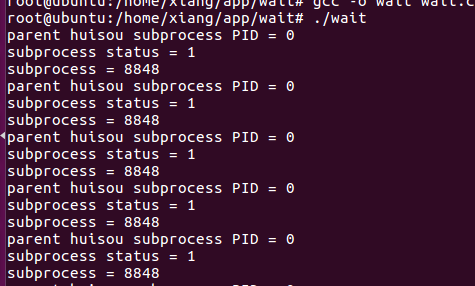 root@ubuntu:/home/xiang/app/wait# gcc -o wait wait.c
root@ubuntu:/home/xiang/app/wait# ./wait
parent huisou subprocess PID = 0
subprocess status = 1
subprocess = 8848
parent huisou subprocess PID = 0
subprocess status = 1
subprocess = 8848
parent huisou subprocess PID = 0
subprocess status = 1
subprocess = 8848
parent huisou subprocess PID = 0
subprocess status = 1
subprocess = 8848
parent huisou subprocess PID = 0
subprocess status = 1
subprocess = 8848